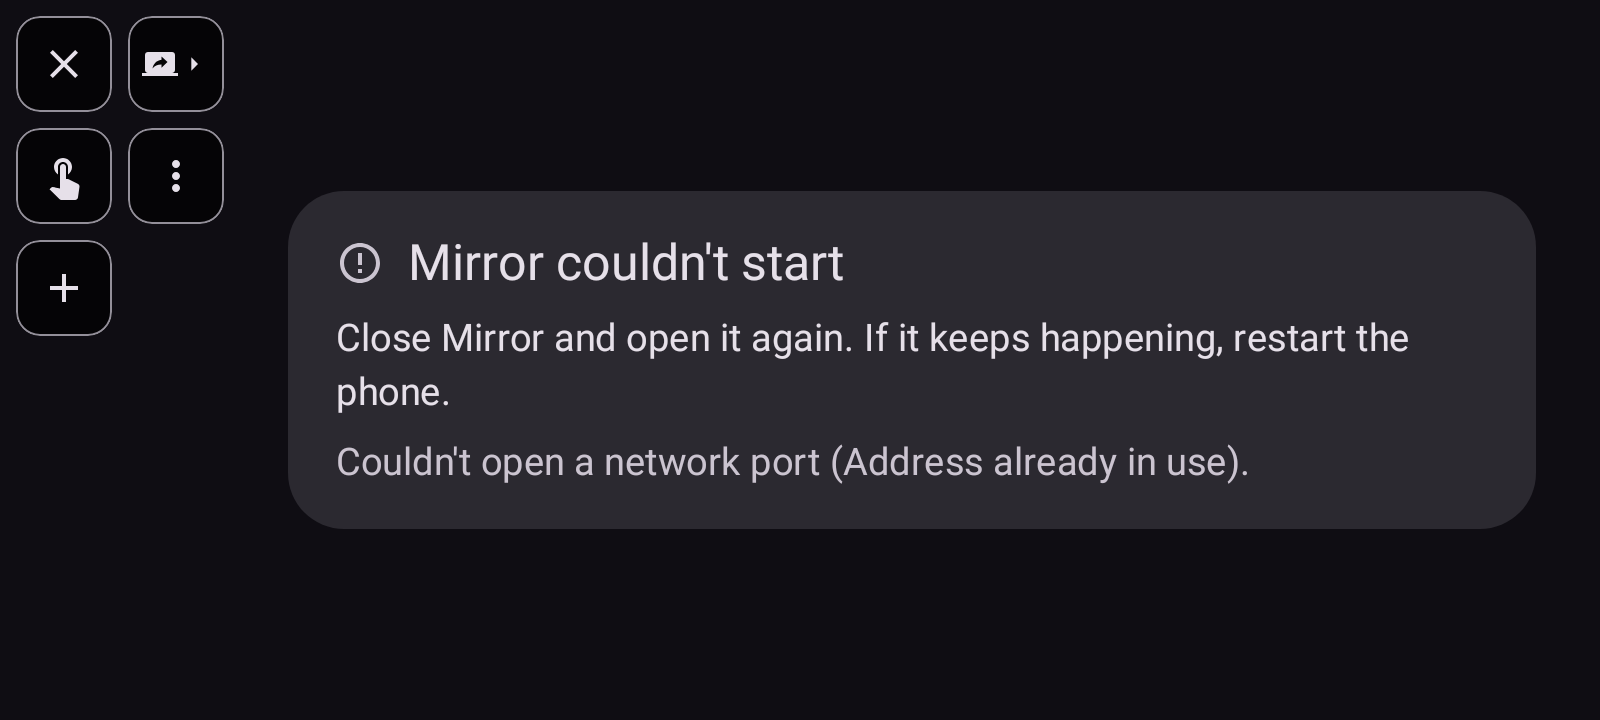 Mirror couldn't start
Close Mirror and open it again. If it keeps happening, restart the
phone.
Couldn't open a network port (Address already in use).